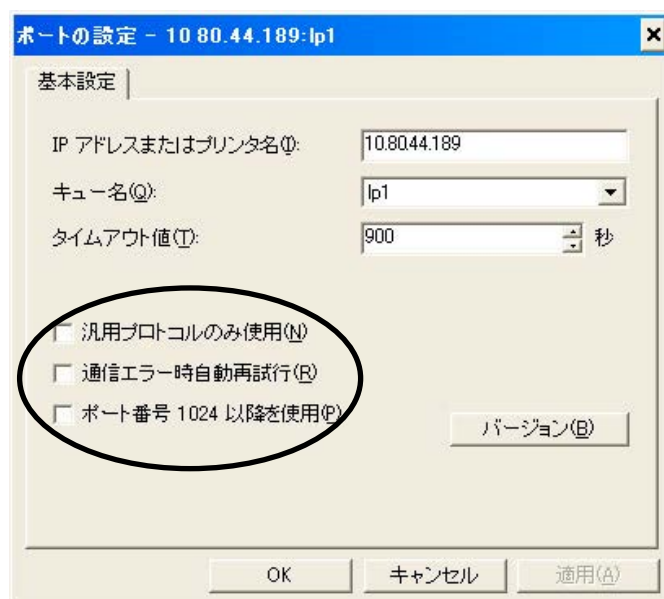 ポートの設定 - 10.80.44.189:lp1
基本設定
IP アドレスまたはプリンタ名(I): 10.80.44.189
キュー名(Q): lp1
タイムアウト値(T): 900 秒
汎用プロトコルのみ使用(N)
通信エラー時自動再試行(R)
ポート番号 1024 以降を使用(P)
バージョン(B)
OK キャンセル 適用(A)